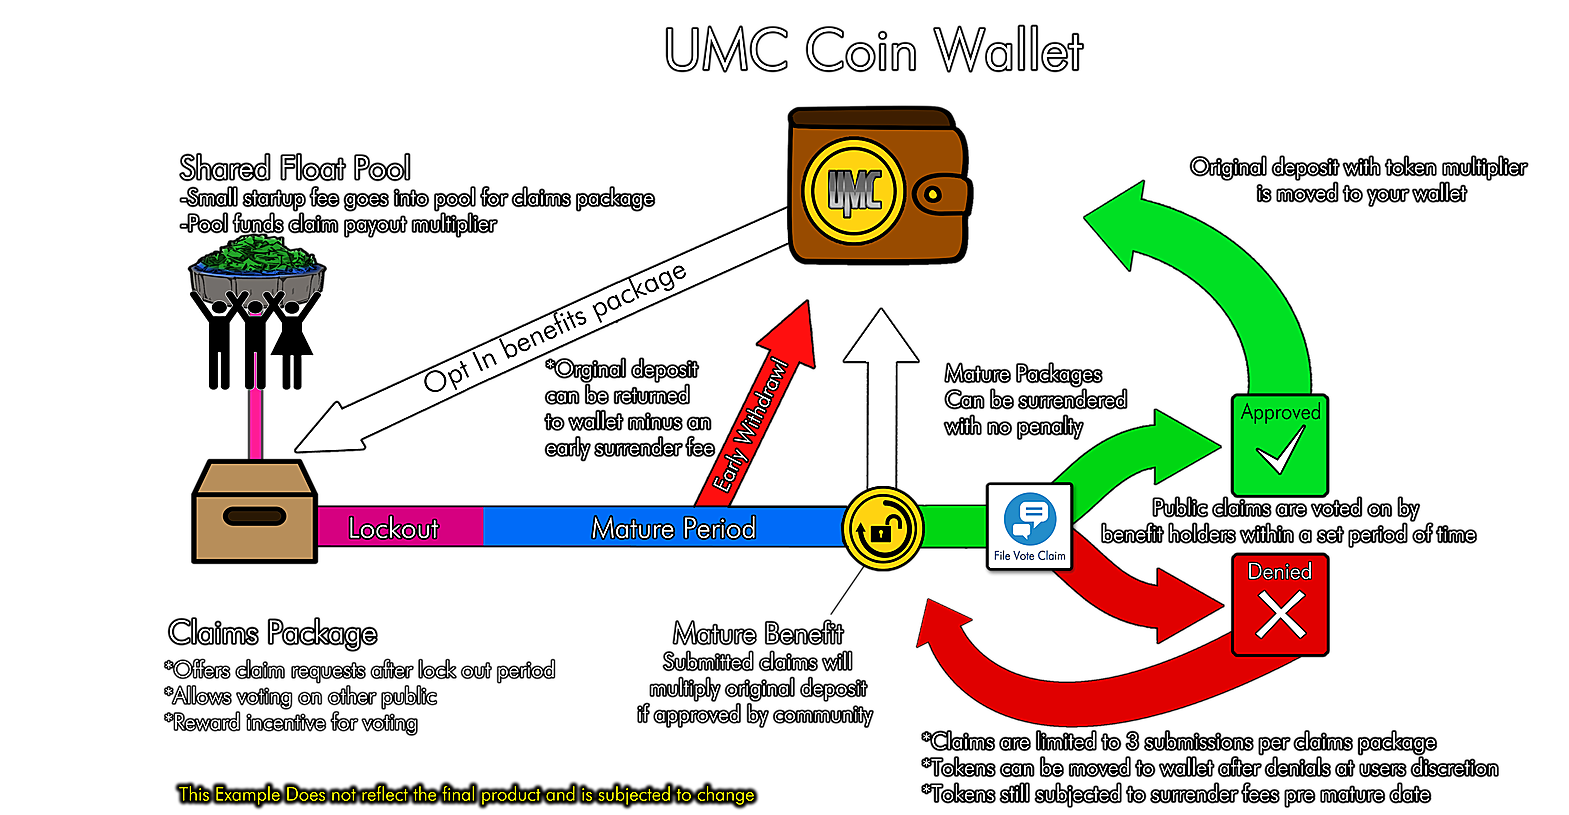 UMC Coin Wallet
UMC
Shared Float Pool
-Small startup fee goes into pool for claims package
-Pool funds claim payout multiplier
Original deposit with token multiplier
is moved to your wallet
Opt In benefits package
*Orginal deposit
can be returned
to wallet minus an
early surrender fee
Early Withdrawl
Mature Packages
Can be surrendered
with no penalty
Approved
Public claims are voted on by
benefit holders within a set period of time
Lockout
Mature Period
File Vote Claim
Denied
Claims Package
*Offers claim requests after lock out period
*Allows voting on other public
*Reward incentive for voting
Mature Benefit
Submitted claims will
multiply original deposit
if approved by community
*Claims are limited to 3 submissions per claims package
*Tokens can be moved to wallet after denials at users discretion
*Tokens still subjected to surrender fees pre mature date
This Example Does not reflect the final product and is subjected to change